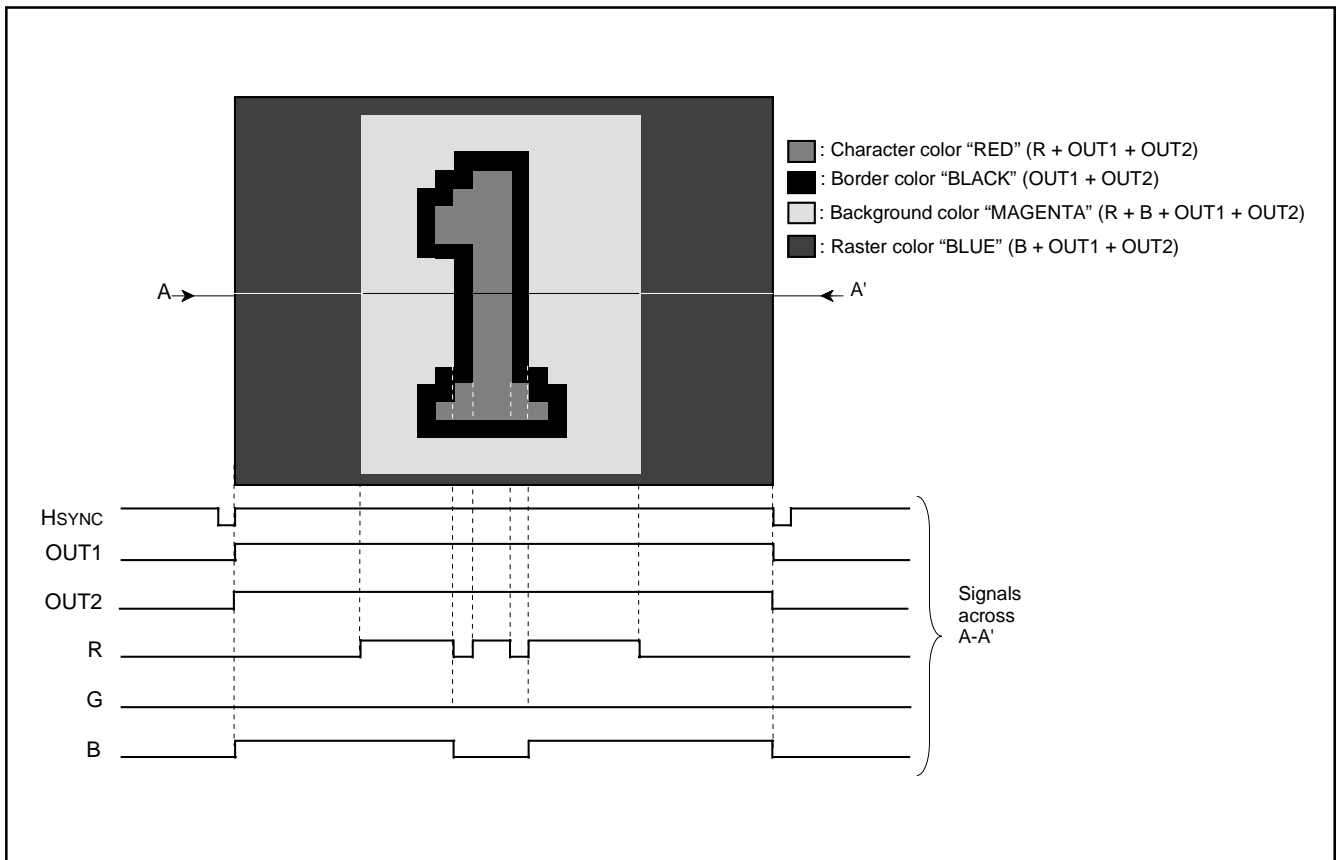 : Character color “RED” (R + OUT1 + OUT2)
: Border color “BLACK” (OUT1 + OUT2)
: Background color “MAGENTA” (R + B + OUT1 + OUT2)
: Raster color “BLUE” (B + OUT1 + OUT2)
A
A'
HSYNC
OUT1
OUT2
R
G
B
Signals
across
A-A'